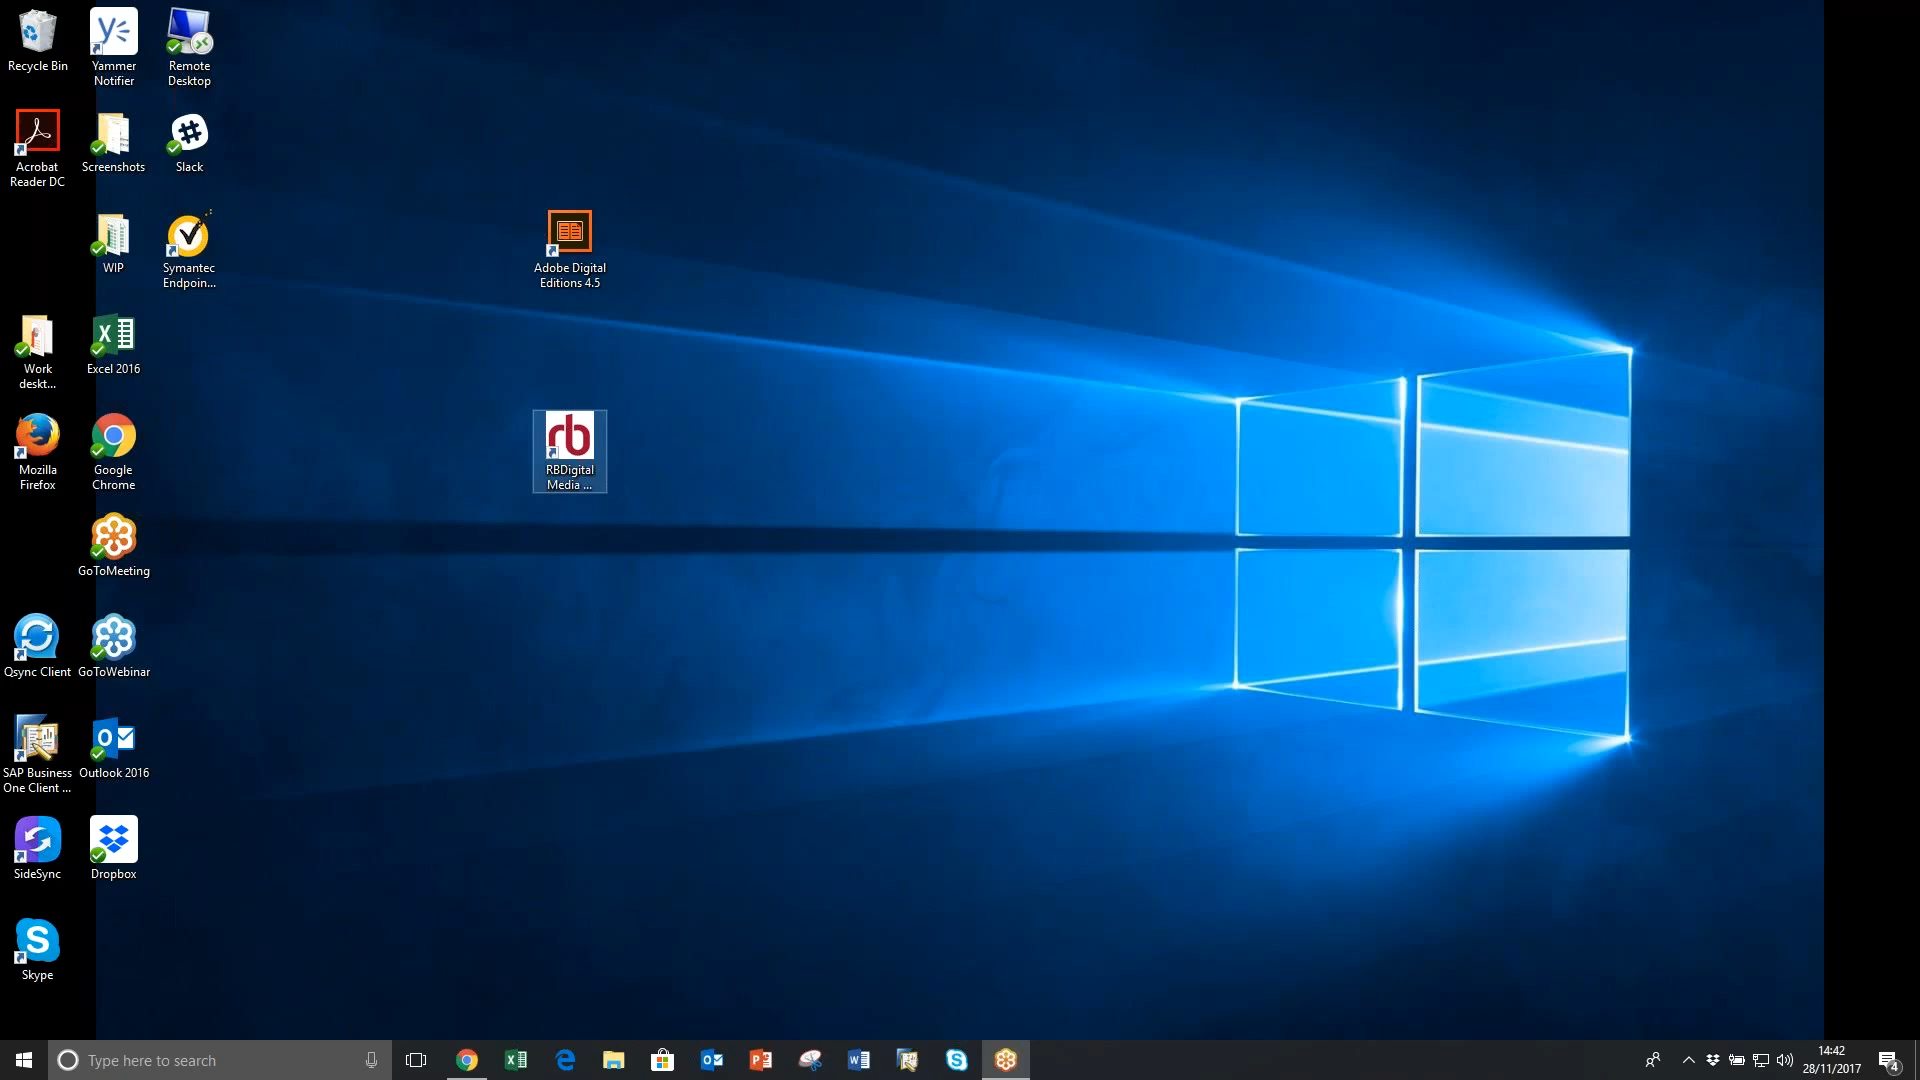 Recycle Bin
Yammer
Notifier
Remote
Desktop
Acrobat
Reader DC
Screenshots
Slack
WIP
Symantec
Endpoin...
Adobe Digital
Editions 4.5
Work
deskt...
Excel 2016
Mozilla
Firefox
Google
Chrome
rb
RBDigital
Media ...
GoToMeeting
Qsync Client
GoToWebinar
SAP Business
One Client ...
Outlook 2016
SideSync
Dropbox
Skype
Type here to search
14:42
28/11/2017
4